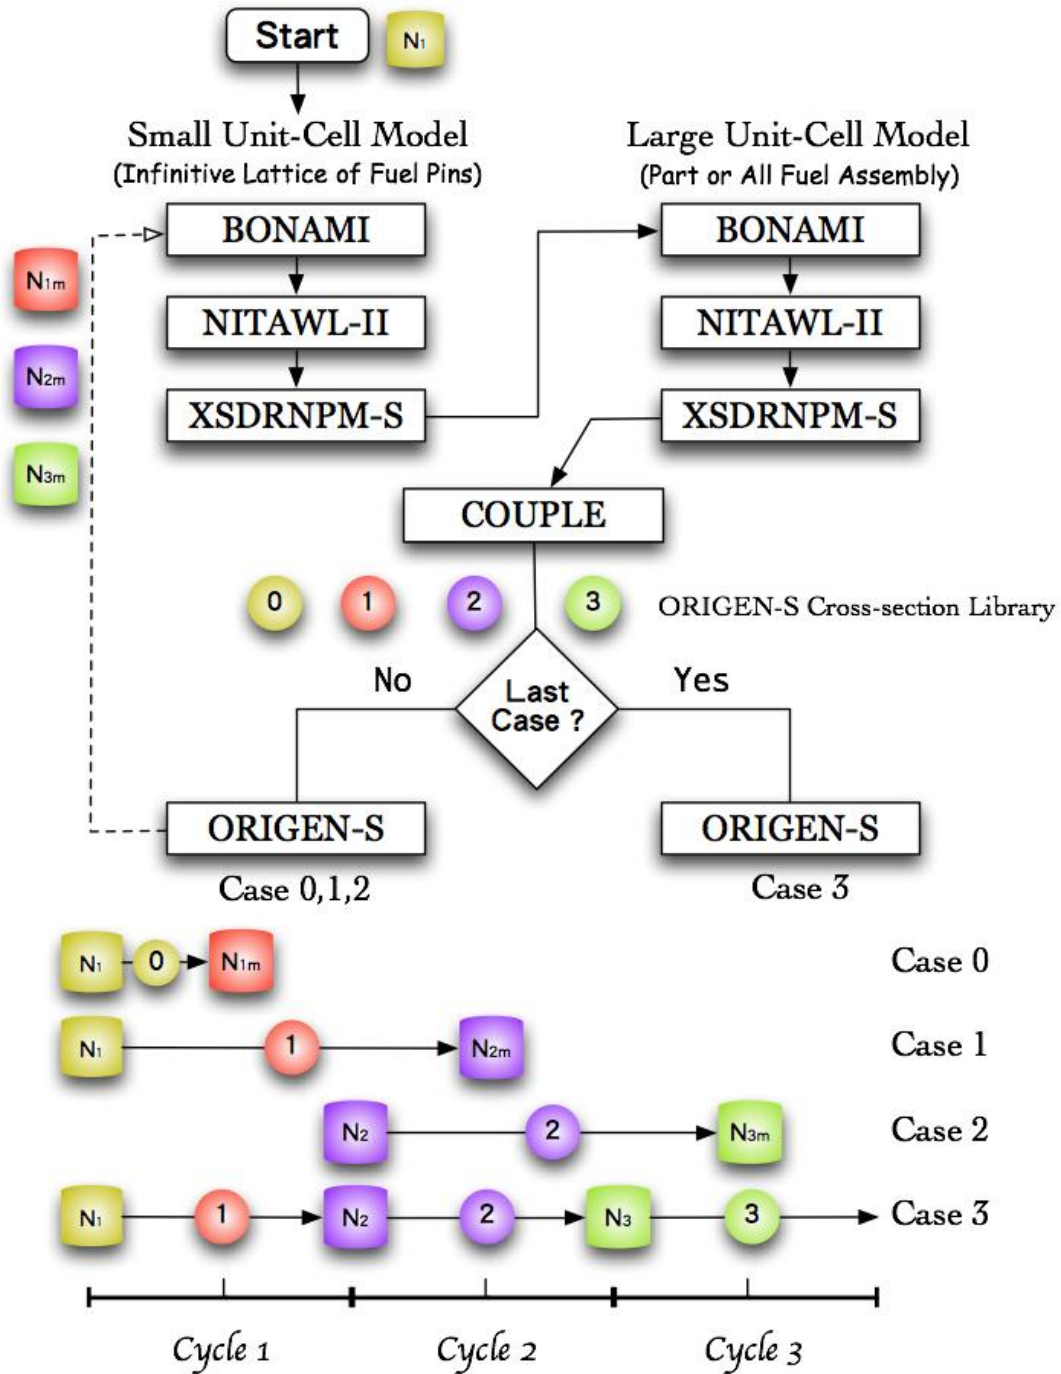 Start N1
Small Unit-Cell Model
(Infinitive Lattice of Fuel Pins)
Large Unit-Cell Model
(Part or All Fuel Assembly)
BONAMI
NITAWL-II
XSDRNPM-S
BONAMI
NITAWL-II
XSDRNPM-S
N1m
N2m
N3m
COUPLE
0 1 2 3 ORIGEN-S Cross-section Library
No
Last
Case ?
Yes
ORIGEN-S
Case 0,1,2
ORIGEN-S
Case 3
N1 0 N1m Case 0
N1 1 N2m Case 1
N2 2 N3m Case 2
N1 1 N2 2 N3 3 Case 3
Cycle 1 Cycle 2 Cycle 3